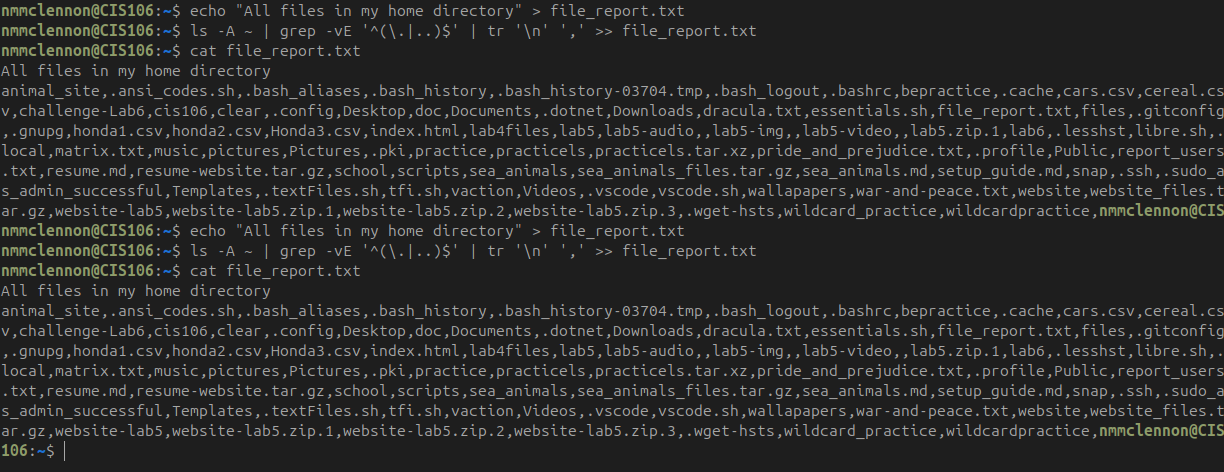 nmmclennon@CIS106:~$ echo "All files in my home directory" > file_report.txt
nmmclennon@CIS106:~$ ls -A ~ | grep -vE '^(\.|..)$' | tr '\n' ',' >> file_report.txt
nmmclennon@CIS106:~$ cat file_report.txt
All files in my home directory
animal_site,.ansi_codes.sh,.bash_aliases,.bash_history,.bash_history-03704.tmp,.bash_logout,.bashrc,bepractice,.cache,cars.csv,cereal.cs
v,challenge-Lab6,cis106,clear,.config,Desktop,doc,Documents,.dotnet,Downloads,dracula.txt,essentials.sh,file_report.txt,files,.gitconfig
,.gnupg,honda1.csv,honda2.csv,Honda3.csv,index.html,lab4files,lab5,lab5-audio,,lab5-img,,lab5-video,,lab5.zip.1,lab6,.lesshst,libre.sh,.
local,matrix.txt,music,pictures,Pictures,.pki,practice,practicels,practicels.tar.xz,pride_and_prejudice.txt,.profile,Public,report_users
.txt,resume.md,resume-website.tar.gz,school,scripts,sea_animals,sea_animals_files.tar.gz,sea_animals.md,setup_guide.md,snap,.ssh,.sudo_a
s_admin_successful,Templates,.textFiles.sh,tfi.sh,vaction,Videos,.vscode,vscode.sh,wallapapers,war-and-peace.txt,website,website_files.t
ar.gz,website-lab5,website-lab5.zip.1,website-lab5.zip.2,website-lab5.zip.3,.wget-hsts,wildcard_practice,wildcardpractice,nmmclennon@CIS
nmmclennon@CIS106:~$ echo "All files in my home directory" > file_report.txt
nmmclennon@CIS106:~$ ls -A ~ | grep -vE '^(\.|..)$' | tr '\n' ',' >> file_report.txt
nmmclennon@CIS106:~$ cat file_report.txt
All files in my home directory
animal_site,.ansi_codes.sh,.bash_aliases,.bash_history,.bash_history-03704.tmp,.bash_logout,.bashrc,bepractice,.cache,cars.csv,cereal.cs
v,challenge-Lab6,cis106,clear,.config,Desktop,doc,Documents,.dotnet,Downloads,dracula.txt,essentials.sh,file_report.txt,files,.gitconfig
,.gnupg,honda1.csv,honda2.csv,Honda3.csv,index.html,lab4files,lab5,lab5-audio,,lab5-img,,lab5-video,,lab5.zip.1,lab6,.lesshst,libre.sh,.
local,matrix.txt,music,pictures,Pictures,.pki,practice,practicels,practicels.tar.xz,pride_and_prejudice.txt,.profile,Public,report_users
.txt,resume.md,resume-website.tar.gz,school,scripts,sea_animals,sea_animals_files.tar.gz,sea_animals.md,setup_guide.md,snap,.ssh,.sudo_a
s_admin_successful,Templates,.textFiles.sh,tfi.sh,vaction,Videos,.vscode,vscode.sh,wallapapers,war-and-peace.txt,website,website_files.t
ar.gz,website-lab5,website-lab5.zip.1,website-lab5.zip.2,website-lab5.zip.3,.wget-hsts,wildcard_practice,wildcardpractice,nmmclennon@CIS
106:~$